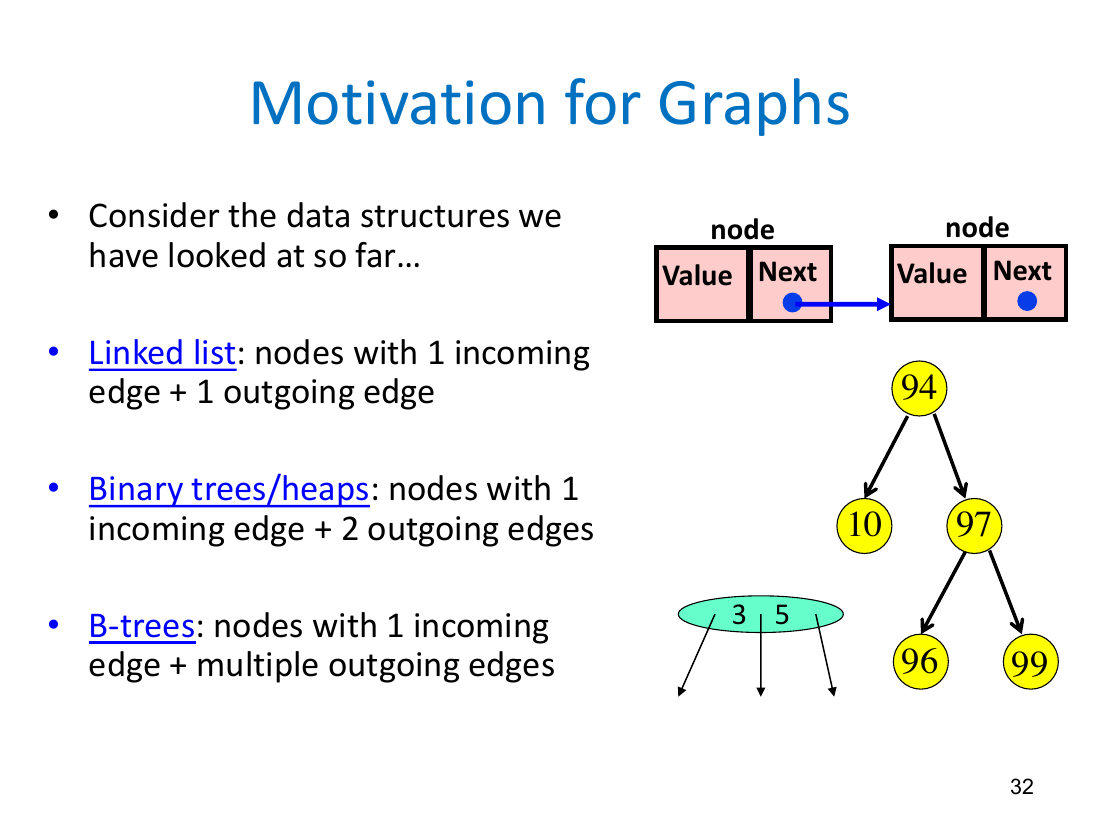 Motivation for Graphs
• Consider the data structures we
have looked at so far…
• Linked list: nodes with 1 incoming
edge + 1 outgoing edge
• Binary trees/heaps: nodes with 1
incoming edge + 2 outgoing edges
• B-trees: nodes with 1 incoming
edge + multiple outgoing edges
node node
Value Next Value Next
94
10 97
96 99
3 5
32